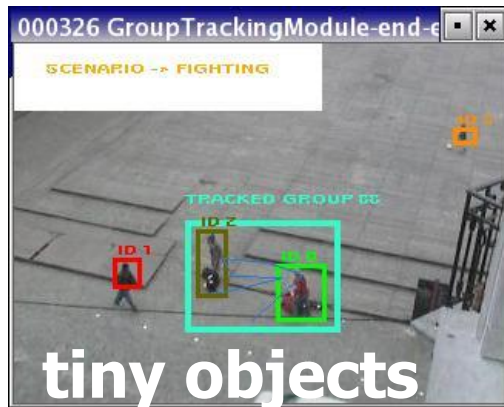 000326 GroupTrackingModule-end-e
SCENARIO -> FIGHTING
TRACKED GROUP
ID 2
ID 1
tiny objects